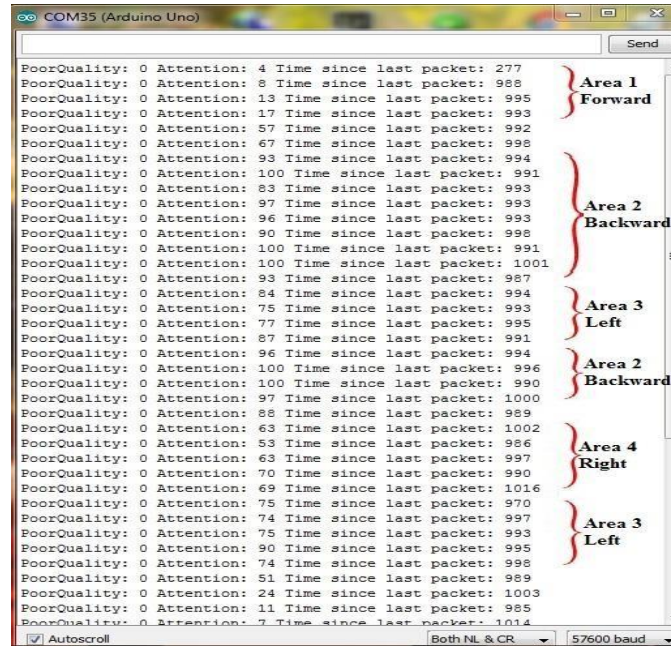 COM35 (Arduino Uno)
Send
PoorQuality: 0 Attention: 4 Time since last packet: 277
PoorQuality: 0 Attention: 8 Time since last packet: 988
PoorQuality: 0 Attention: 13 Time since last packet: 995
PoorQuality: 0 Attention: 17 Time since last packet: 993
Area 1
Forward
PoorQuality: 0 Attention: 57 Time since last packet: 992
PoorQuality: 0 Attention: 67 Time since last packet: 998
PoorQuality: 0 Attention: 93 Time since last packet: 994
PoorQuality: 0 Attention: 100 Time since last packet: 991
PoorQuality: 0 Attention: 83 Time since last packet: 993
PoorQuality: 0 Attention: 97 Time since last packet: 993
PoorQuality: 0 Attention: 96 Time since last packet: 993
PoorQuality: 0 Attention: 90 Time since last packet: 998
PoorQuality: 0 Attention: 100 Time since last packet: 991
PoorQuality: 0 Attention: 100 Time since last packet: 1001
Area 2
Backward
PoorQuality: 0 Attention: 93 Time since last packet: 987
PoorQuality: 0 Attention: 84 Time since last packet: 994
PoorQuality: 0 Attention: 75 Time since last packet: 993
PoorQuality: 0 Attention: 77 Time since last packet: 995
PoorQuality: 0 Attention: 87 Time since last packet: 991
Area 3
Left
PoorQuality: 0 Attention: 96 Time since last packet: 994
PoorQuality: 0 Attention: 100 Time since last packet: 996
PoorQuality: 0 Attention: 100 Time since last packet: 990
PoorQuality: 0 Attention: 97 Time since last packet: 1000
Area 2
Backward
PoorQuality: 0 Attention: 88 Time since last packet: 989
PoorQuality: 0 Attention: 63 Time since last packet: 1002
PoorQuality: 0 Attention: 53 Time since last packet: 986
PoorQuality: 0 Attention: 63 Time since last packet: 997
PoorQuality: 0 Attention: 70 Time since last packet: 990
PoorQuality: 0 Attention: 69 Time since last packet: 1016
Area 4
Right
PoorQuality: 0 Attention: 75 Time since last packet: 970
PoorQuality: 0 Attention: 74 Time since last packet: 997
PoorQuality: 0 Attention: 75 Time since last packet: 993
PoorQuality: 0 Attention: 90 Time since last packet: 995
PoorQuality: 0 Attention: 74 Time since last packet: 998
Area 3
Left
PoorQuality: 0 Attention: 51 Time since last packet: 989
PoorQuality: 0 Attention: 24 Time since last packet: 1003
PoorQuality: 0 Attention: 11 Time since last packet: 985
PoorQuality: 0 Attention: 7 Time since last packet: 1014
Autoscroll
Both NL & CR
57600 baud